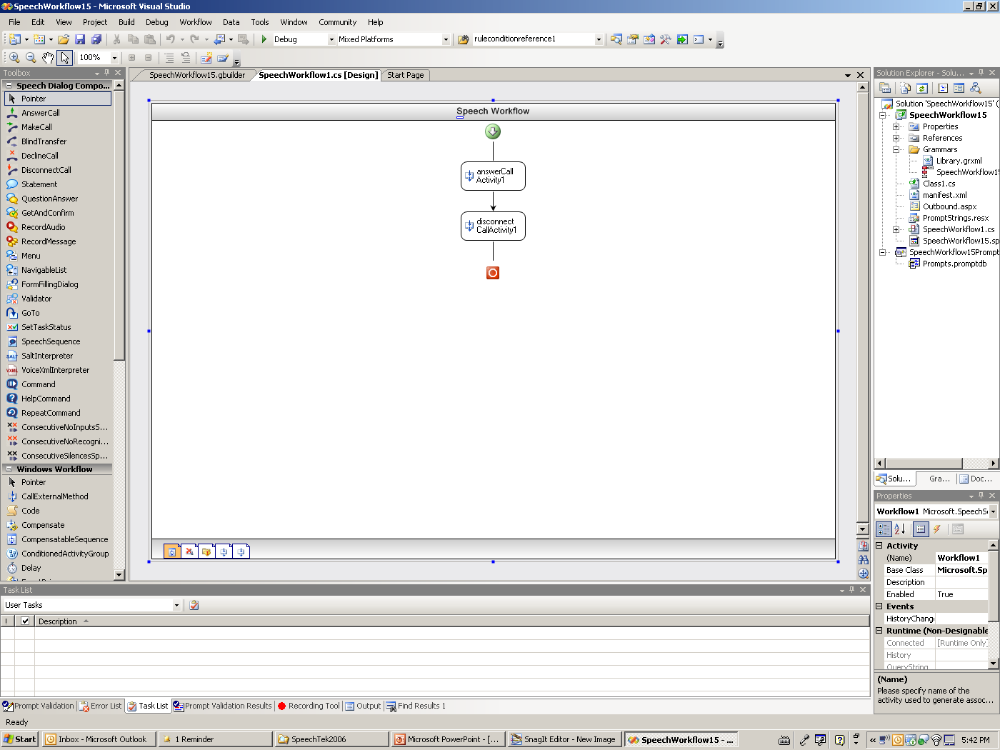 SpeechWorkflow15 - Microsoft Visual Studio
File Edit View Project Build Debug Workflow Data Tools Window Community Help
Debug Mixed Platforms ruleconditionreference1
100%
Toolbox
Speech Dialog Compo...
Pointer
AnswerCall
MakeCall
BlindTransfer
DeclineCall
DisconnectCall
Statement
QuestionAnswer
GetAndConfirm
RecordAudio
RecordMessage
Menu
NavigableList
FormFillingDialog
Validator
GoTo
SetTaskStatus
SpeechSequence
SaltInterpreter
VoiceXmlInterpreter
Command
HelpCommand
RepeatCommand
ConsecutiveNoInputsS...
ConsecutiveNoRecogni...
ConsecutiveSilencesSp...
Windows Workflow
Pointer
CallExternalMethod
Code
Compensate
CompensatableSequence
ConditionedActivityGroup
Delay
SpeechWorkflow15.gbuilder SpeechWorkflow1.cs [Design] Start Page
Speech Workflow
answerCall
Activity1
disconnect
CallActivity1
Solution Explorer - Solu...
Solution 'SpeechWorkflow15' (
SpeechWorkflow15
Properties
References
Grammars
Library.grxml
SpeechWorkflow15
Class1.cs
manifest.xml
Outbound.aspx
PromptStrings.resx
SpeechWorkflow1.cs
SpeechWorkflow15.sp
SpeechWorkflow15Prompt
Prompts.promptdb
Solu... Gra... Doc...
Properties
Workflow1 Microsoft.SpeechS
Activity
(Name) Workflow1
Base Class Microsoft.Sp
Description
Enabled True
Events
HistoryChang
Runtime (Non-Designable
Connected [Runtime Only]
History
QueryString
(Name)
Please specify name of the
activity used to generate assoc...
Task List
User Tasks
! Description
Prompt Validation Error List Task List Prompt Validation Results Recording Tool Output Find Results 1
Ready
Start Inbox - Microsoft Outlook 1 Reminder SpeechTek2006 Microsoft PowerPoint - [... SnagIt Editor - New Image SpeechWorkflow15 - ... 5:42 PM